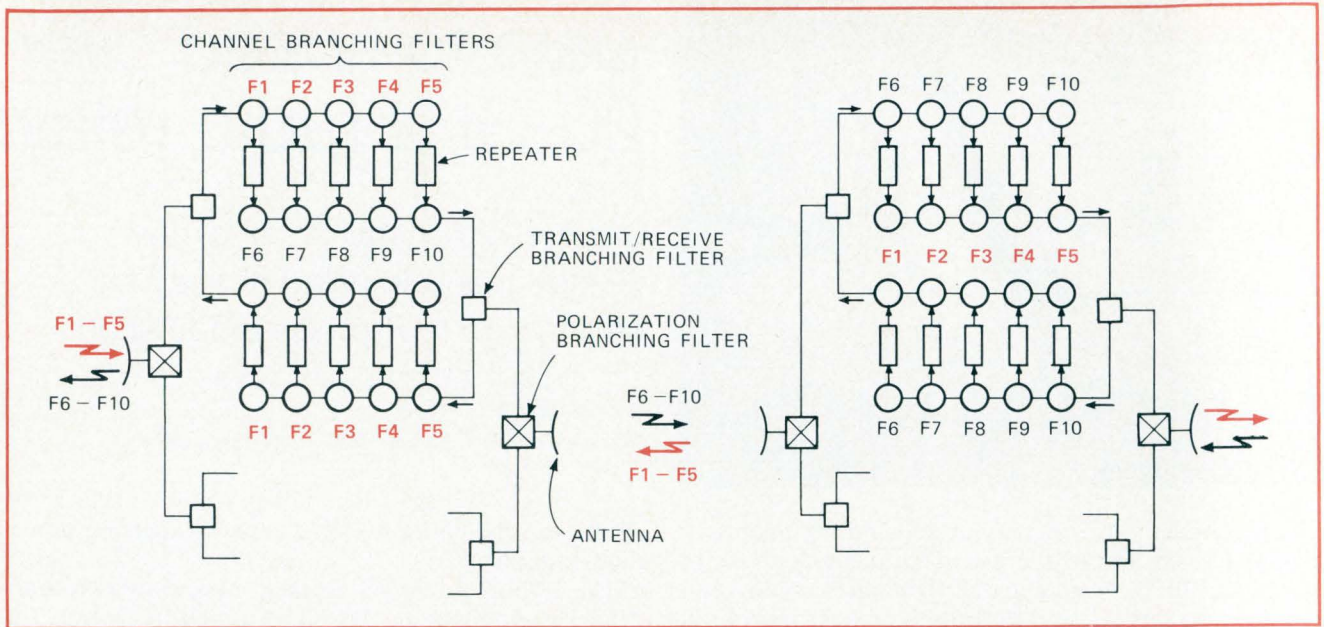 CHANNEL BRANCHING FILTERS
F1 F2 F3 F4 F5
REPEATER
F6 F7 F8 F9 F10
TRANSMIT/RECEIVE
BRANCHING FILTER
POLARIZATION
BRANCHING FILTER
F1 – F5
F6 – F10
F1 F2 F3 F4 F5
ANTENNA
F6 – F10
F1 – F5
F6 F7 F8 F9 F10
F1 F2 F3 F4 F5
F6 F7 F8 F9 F10